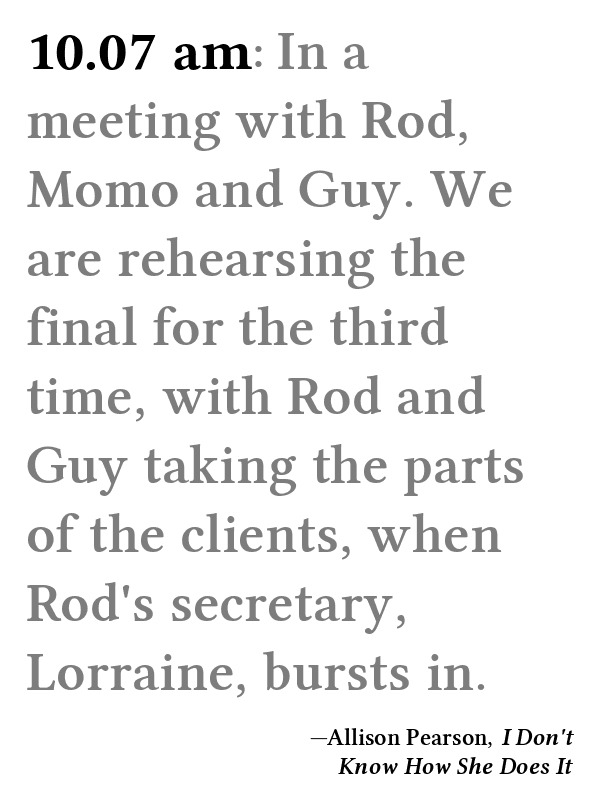 10.07 am: In a
meeting with Rod,
Momo and Guy. We
are rehearsing the
final for the third
time, with Rod and
Guy taking the parts
of the clients, when
Rod's secretary,
Lorraine, bursts in.
—Allison Pearson, I Don't
Know How She Does It